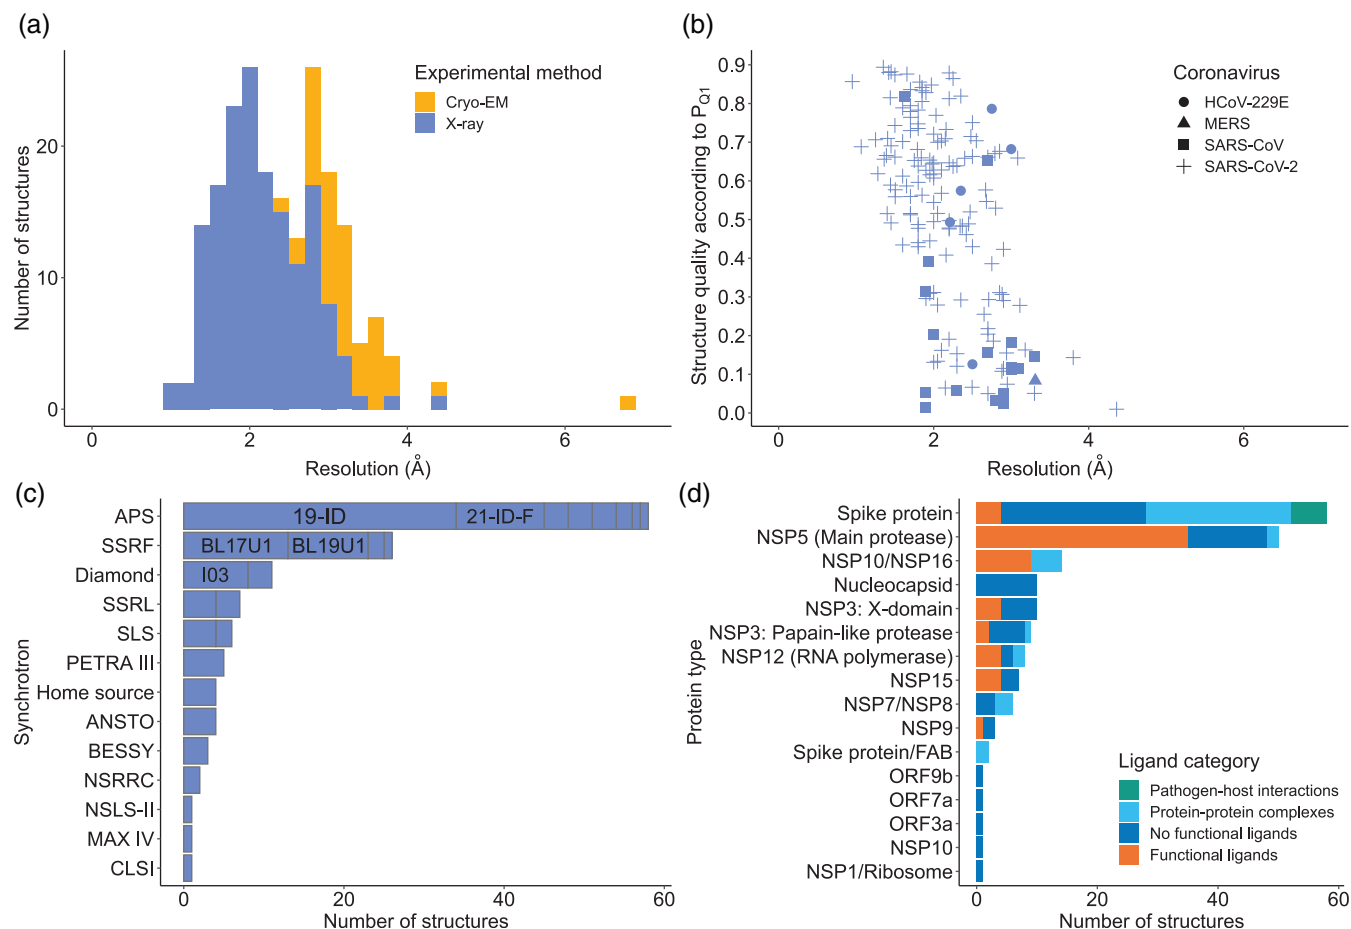 (a)
Experimental method
Cryo-EM
X-ray
Number of structures
20
10
0
0 2 4 6
Resolution (Å)
(b)
Coronavirus
HCoV-229E
MERS
SARS-CoV
SARS-CoV-2
Structure quality according to PQ1
0.9
0.8
0.7
0.6
0.5
0.4
0.3
0.2
0.1
0.0
0 2 4 6
Resolution (Å)
(c)
Synchrotron
APS 19-ID 21-ID-F
SSRF BL17U1 BL19U1
Diamond I03
SSRL
SLS
PETRA III
Home source
ANSTO
BESSY
NSRRC
NSLS-II
MAX IV
CLSI
0 20 40 60
Number of structures
(d)
Protein type
Spike protein
NSP5 (Main protease)
NSP10/NSP16
Nucleocapsid
NSP3: X-domain
NSP3: Papain-like protease
NSP12 (RNA polymerase)
NSP15
NSP7/NSP8
NSP9
Spike protein/FAB
ORF9b
ORF7a
ORF3a
NSP10
NSP1/Ribosome
Ligand category
Pathogen-host interactions
Protein-protein complexes
No functional ligands
Functional ligands
0 20 40 60
Number of structures